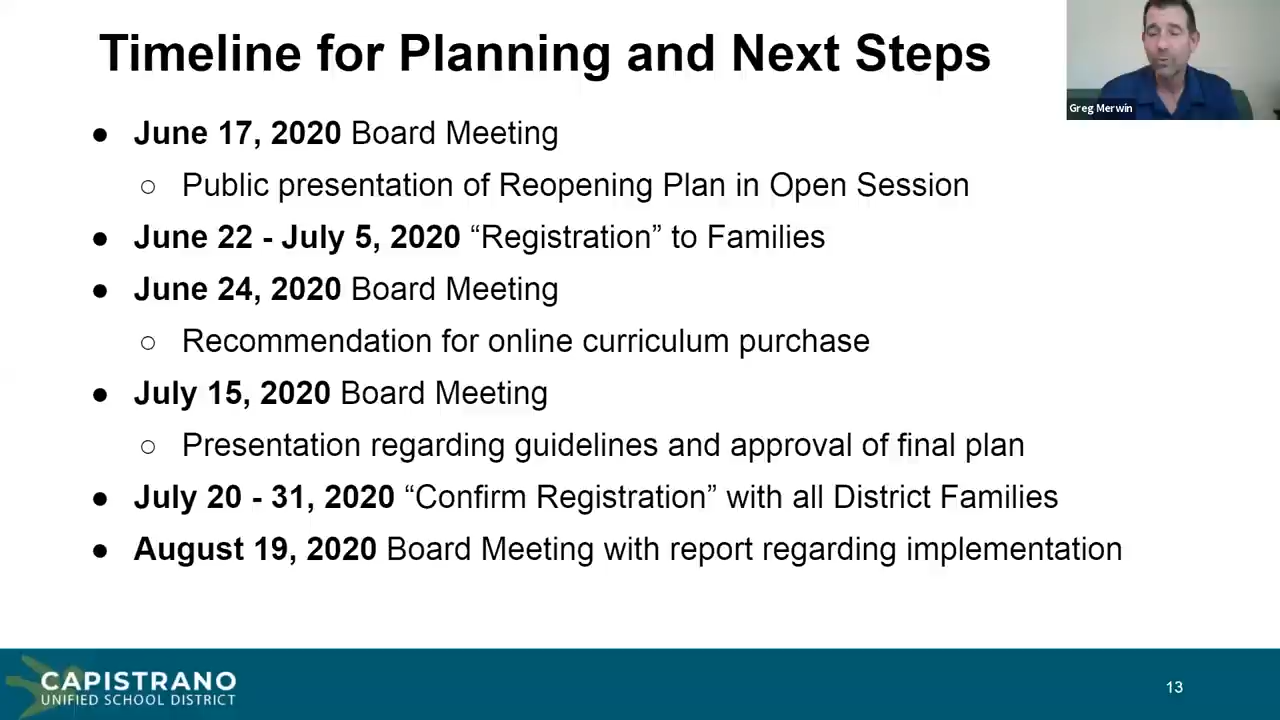 Timeline for Planning and Next Steps
Greg Merwin
● June 17, 2020 Board Meeting
○ Public presentation of Reopening Plan in Open Session
● June 22 - July 5, 2020 “Registration” to Families
● June 24, 2020 Board Meeting
○ Recommendation for online curriculum purchase
● July 15, 2020 Board Meeting
○ Presentation regarding guidelines and approval of final plan
● July 20 - 31, 2020 “Confirm Registration” with all District Families
● August 19, 2020 Board Meeting with report regarding implementation
CAPISTRANO
UNIFIED SCHOOL DISTRICT
13